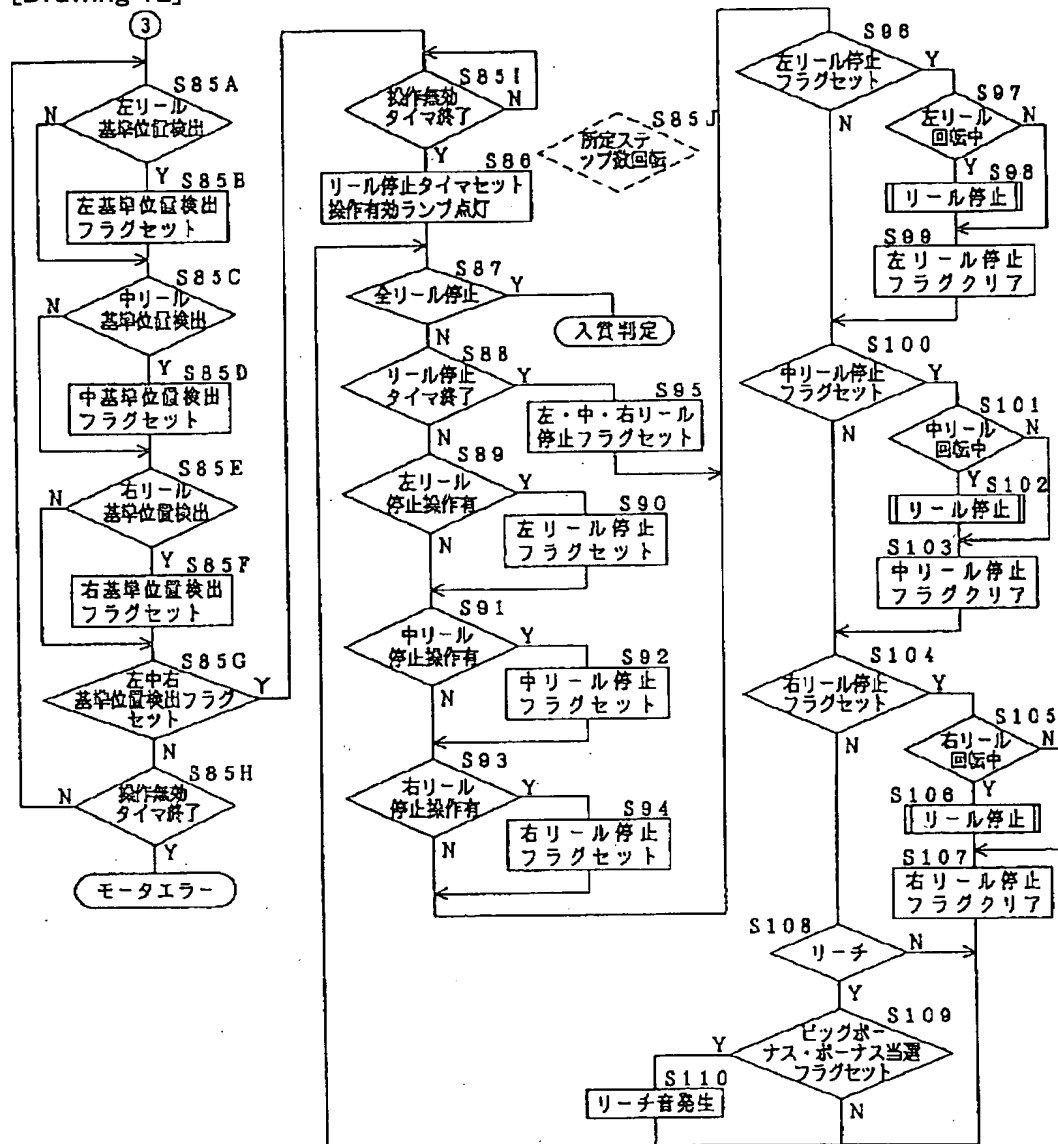 [Drawing 12]
3
S85A
左リール
基準位置検出
N
Y
S85B
左基準位置検出
フラグセット
S85C
中リール
基準位置検出
N
Y
S85D
中基準位置検出
フラグセット
S85E
右リール
基準位置検出
N
Y
S85F
右基準位置検出
フラグセット
S85G
左中右
基準位置検出フラグ
セット
Y
N
S85H
操作無効
タイマ終了
N
Y
モータエラー
S85I
操作無効
タイマ終了
N
Y
S85J
所定ステ
ップ数回転
S86
リール停止タイマセット
操作有効ランプ点灯
S87
全リール停止
Y
入賞判定
N
S88
リール停止
タイマ終了
Y
S95
左・中・右リール
停止フラグセット
N
S89
左リール
停止操作有
Y
S90
左リール停止
フラグセット
N
S91
中リール
停止操作有
Y
S92
中リール停止
フラグセット
N
S93
右リール
停止操作有
Y
S94
右リール停止
フラグセット
N
S96
左リール停止
フラグセット
Y
N
S97
左リール
回転中
N
Y
S98
リール停止
S99
左リール停止
フラグクリア
S100
中リール停止
フラグセット
Y
N
S101
中リール
回転中
N
Y
S102
リール停止
S103
中リール停止
フラグクリア
S104
右リール停止
フラグセット
Y
N
S105
右リール
回転中
N
Y
S106
リール停止
S107
右リール停止
フラグクリア
S108
リーチ
N
Y
S109
ビッグボー
ナス・ボーナス当選
フラグセット
Y
N
S110
リーチ音発生